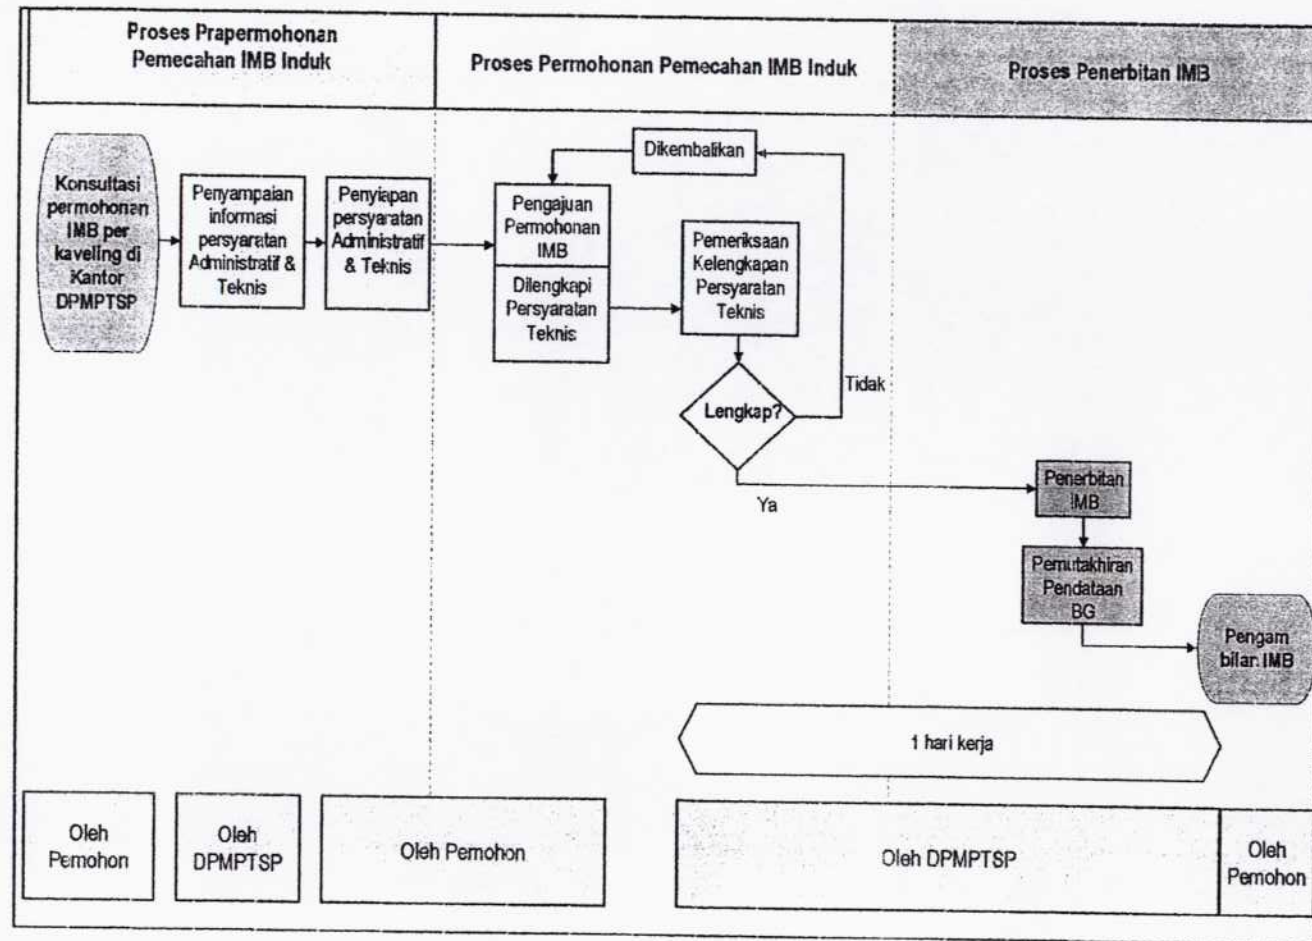 Proses Prapermohonan
Pemecahan IMB Induk
Proses Permohonan Pemecahan IMB Induk
Proses Penerbitan IMB
Konsultasi
permohonan
IMB per
kaveling di
Kantor
DPMPTSP
Penyampaian
informasi
persyaratan
Administratif &
Teknis
Penyiapan
persyaratan
Administratif
& Teknis
Dikembalikan
Pengajuan
Permohonan
IMB
Dilengkapi
Persyaratan
Teknis
Pemeriksaan
Kelengkapan
Persyaratan
Teknis
Lengkap?
Tidak
Ya
Penerbitan
IMB
Pemutakhiran
Pendataan
BG
Pengam
bilan IMB
1 hari kerja
Oleh
Pemohon
Oleh
DPMPTSP
Oleh Pemohon
Oleh DPMPTSP
Oleh
Pemohon